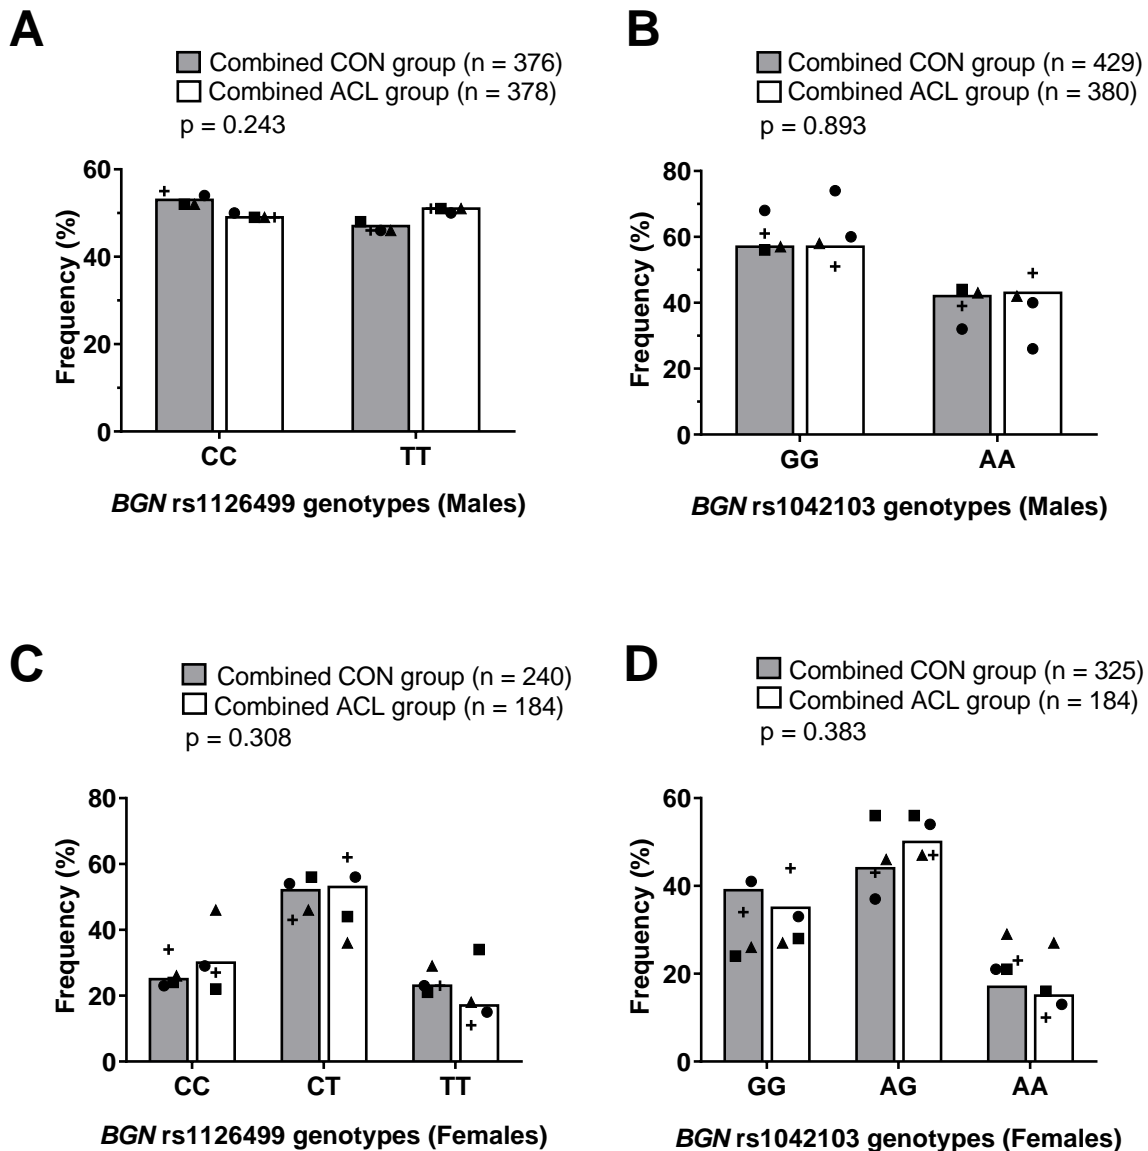 A
Combined CON group (n = 376)
Combined ACL group (n = 378)
p = 0.243
Frequency (%)
60
40
20
0
CC TT
BGN rs1126499 genotypes (Males)
B
Combined CON group (n = 429)
Combined ACL group (n = 380)
p = 0.893
Frequency (%)
80
60
40
20
0
GG AA
BGN rs1042103 genotypes (Males)
C
Combined CON group (n = 240)
Combined ACL group (n = 184)
p = 0.308
Frequency (%)
80
60
40
20
0
CC CT TT
BGN rs1126499 genotypes (Females)
D
Combined CON group (n = 325)
Combined ACL group (n = 184)
p = 0.383
Frequency (%)
60
40
20
0
GG AG AA
BGN rs1042103 genotypes (Females)